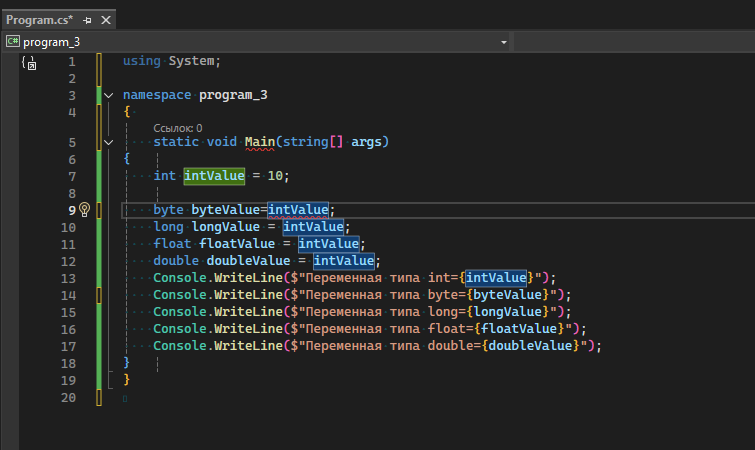 Program.cs*
C# program_3
1 using System;
2
3 namespace program_3
4 {
Ссылок: 0
5 static void Main(string[] args)
6 {
7 int intValue = 10;
8
9 byte byteValue=intValue;
10 long longValue = intValue;
11 float floatValue = intValue;
12 double doubleValue = intValue;
13 Console.WriteLine($"Переменная типа int={intValue}");
14 Console.WriteLine($"Переменная типа byte={byteValue}");
15 Console.WriteLine($"Переменная типа long={longValue}");
16 Console.WriteLine($"Переменная типа float={floatValue}");
17 Console.WriteLine($"Переменная типа double={doubleValue}");
18 }
19 }
20